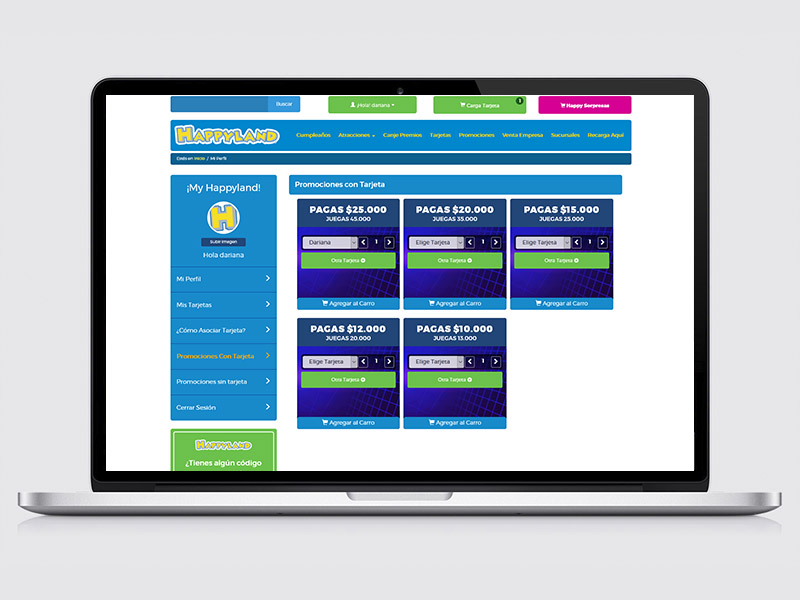 Buscar
¡Hola! dariana
Carga Tarjeta
Happy Sorpresas
HAPPYLAND
Cumpleaños Atracciones Canje Premios Tarjetas Promociones Venta Empresa Sucursales Recarga Aquí
Estás en: Inicio / Mi Perfil
¡My Happyland!
H
Subir Imagen
Hola dariana
Mi Perfil
Mis Tarjetas
¿Cómo Asociar Tarjeta?
Promociones Con Tarjeta
Promociones sin tarjeta
Cerrar Sesión
HAPPYLAND
¿Tienes algún código
Promociones con Tarjeta
PAGAS $25.000
JUEGAS 45.000
Dariana 1
Otra Tarjeta
Agregar al Carro
PAGAS $20.000
JUEGAS 35.000
Elige Tarjeta 1
Otra Tarjeta
Agregar al Carro
PAGAS $15.000
JUEGAS 25.000
Elige Tarjeta 1
Otra Tarjeta
Agregar al Carro
PAGAS $12.000
JUEGAS 20.000
Elige Tarjeta 1
Otra Tarjeta
Agregar al Carro
PAGAS $10.000
JUEGAS 13.000
Elige Tarjeta 1
Otra Tarjeta
Agregar al Carro